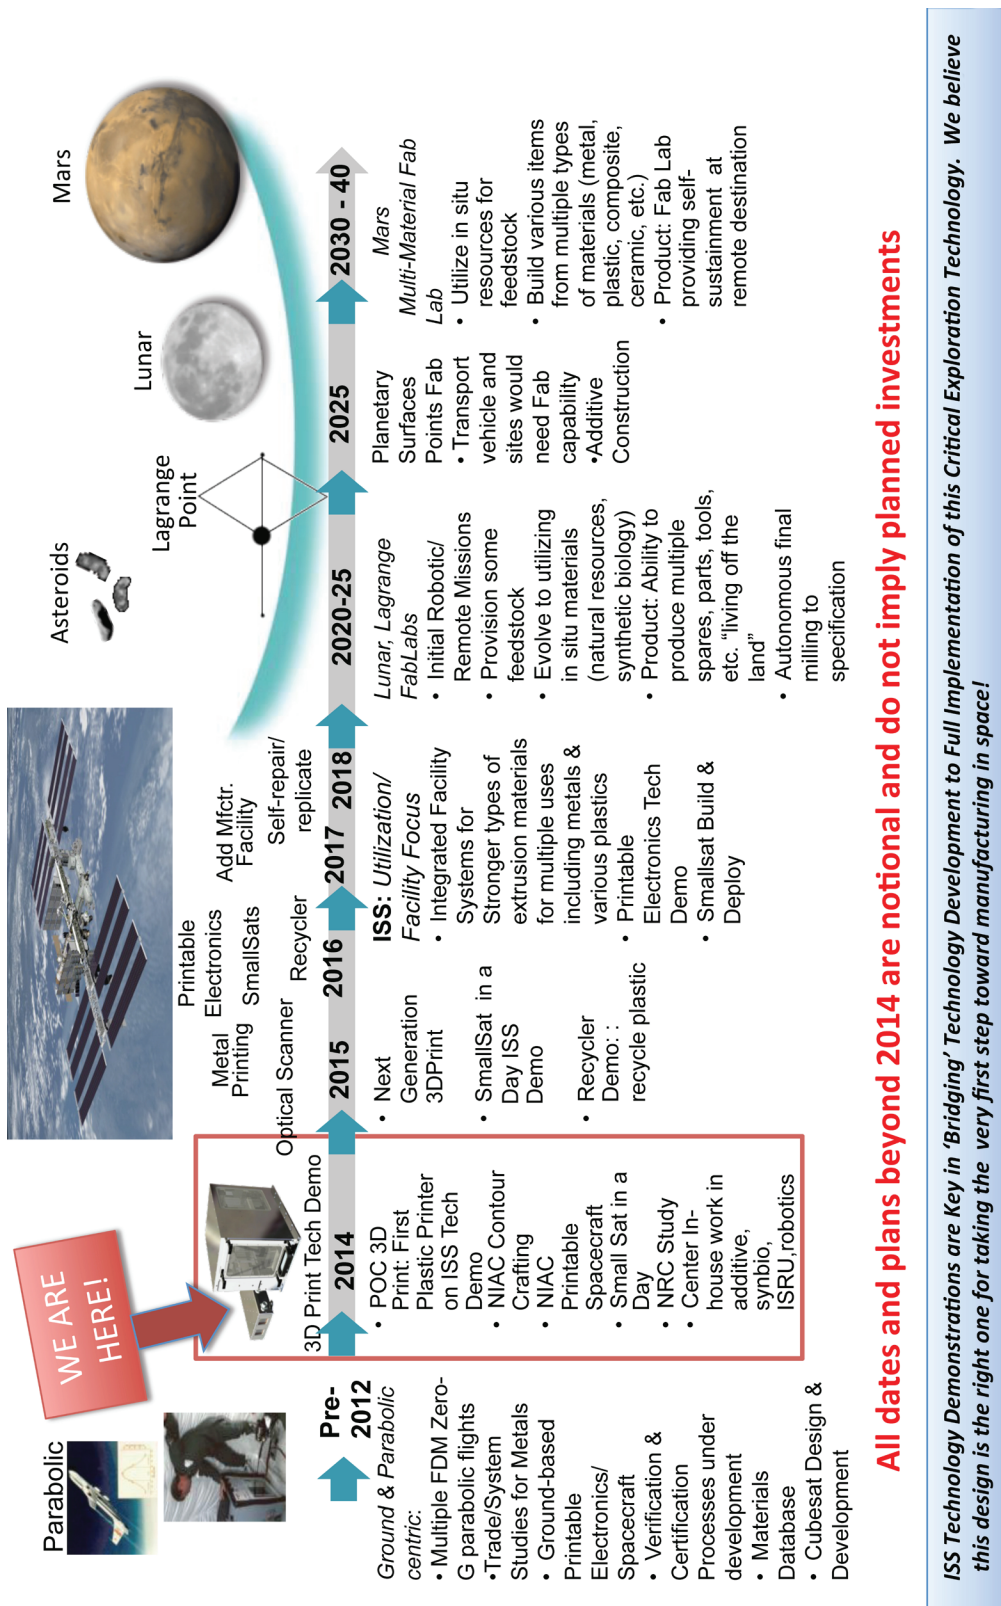 Parabolic
WE ARE
HERE!
Asteroids
Lagrange
Point
Lunar
Mars
3D Print Tech Demo
Optical Scanner
Metal
Printing
Printable
Electronics
SmallSats
Recycler
Add Mfctr.
Facility
Self-repair/
replicate
Pre-
2012
2014
2015
2016
2017
2018
2020-25
2025
2030 - 40
Ground & Parabolic
centric:
• Multiple FDM Zero-
G parabolic flights
•Trade/System
Studies for Metals
• Ground-based
Printable
Electronics/
Spacecraft
• Verification &
Certification
Processes under
development
• Materials
Database
• Cubesat Design &
Development
• POC 3D
Print: First
Plastic Printer
on ISS Tech
Demo
• NIAC Contour
Crafting
• NIAC
Printable
Spacecraft
• Small Sat in a
Day
• NRC Study
• Center In-
house work in
additive,
synbio,
ISRU,robotics
• Next
Generation
3DPrint
• SmallSat in a
Day ISS
Demo
• Recycler
Demo: :
recycle plastic
ISS: Utilization/
Facility Focus
• Integrated Facility
Systems for
Stronger types of
extrusion materials
for multiple uses
including metals &
various plastics
• Printable
Electronics Tech
Demo
• Smallsat Build &
Deploy
Lunar, Lagrange
FabLabs
• Initial Robotic/
Remote Missions
• Provision some
feedstock
• Evolve to utilizing
in situ materials
(natural resources,
synthetic biology)
• Product: Ability to
produce multiple
spares, parts, tools,
etc. “living off the
land”
• Autonomous final
milling to
specification
Planetary
Surfaces
Points Fab
• Transport
vehicle and
sites would
need Fab
capability
•Additive
Construction
Mars
Multi-Material Fab
Lab
• Utilize in situ
resources for
feedstock
• Build various items
from multiple types
of materials (metal,
plastic, composite,
ceramic, etc.)
• Product: Fab Lab
providing self-
sustainment at
remote destination
All dates and plans beyond 2014 are notional and do not imply planned investments
ISS Technology Demonstrations are Key in ‘Bridging’ Technology Development to Full Implementation of this Critical Exploration Technology. We believe
this design is the right one for taking the very first step toward manufacturing in space!